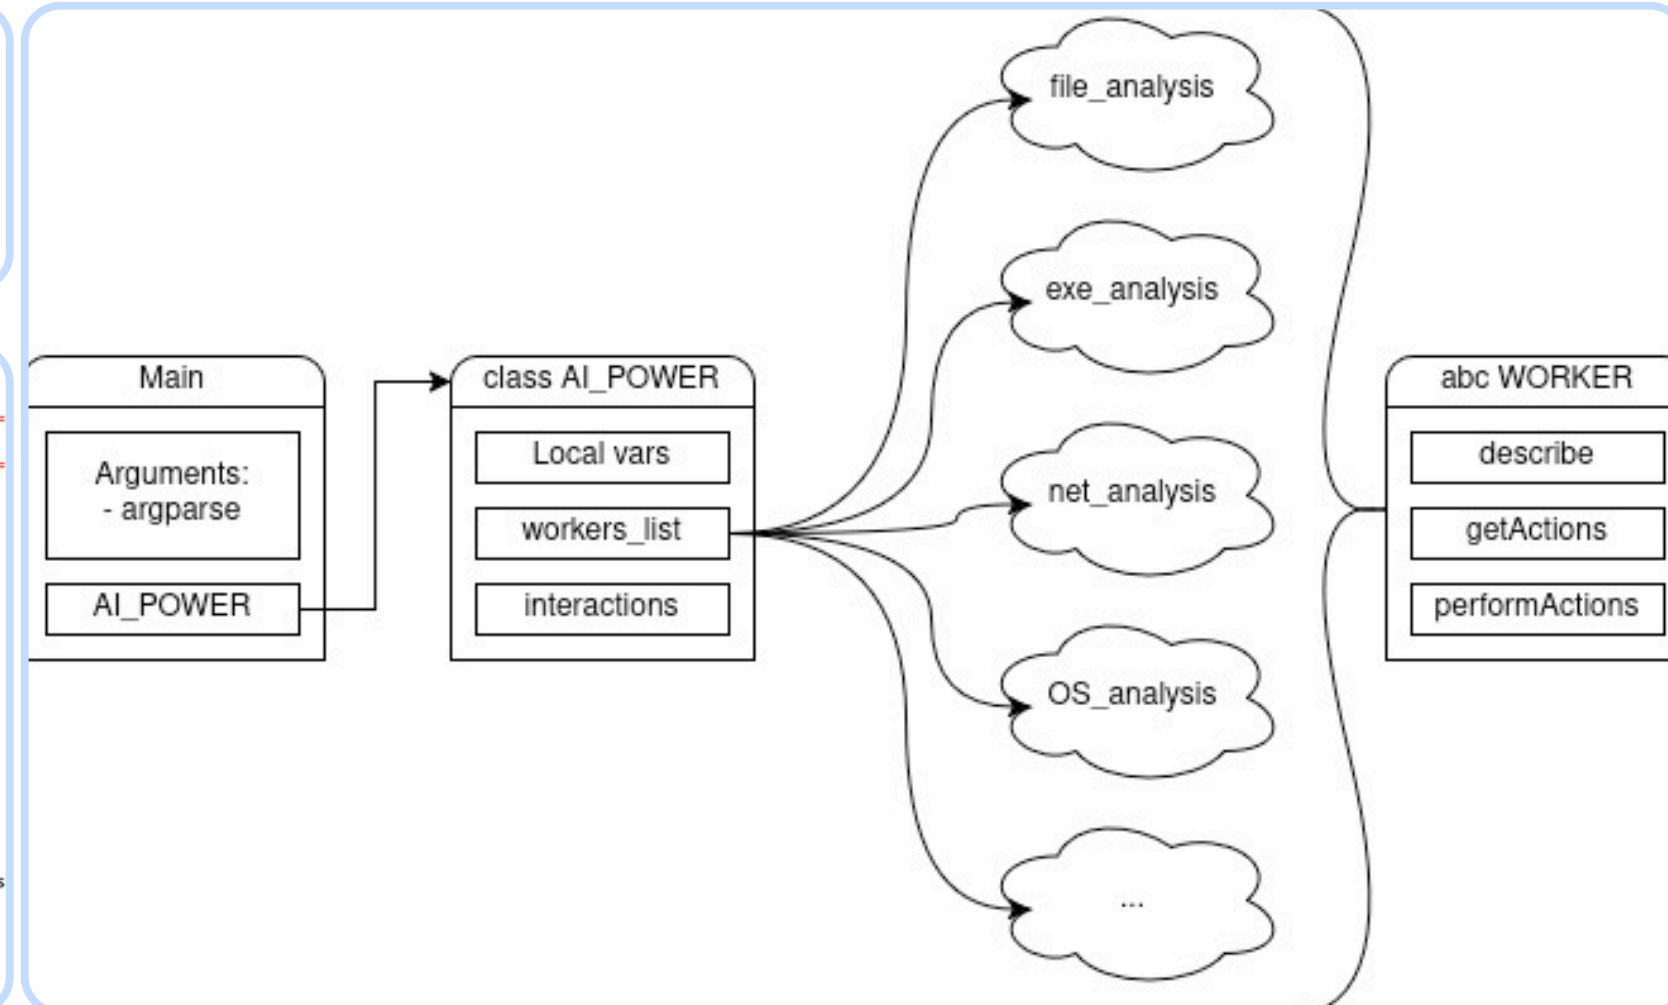 Main
Arguments:
- argparse
AI_POWER
class AI_POWER
Local vars
workers_list
interactions
file_analysis
exe_analysis
net_analysis
OS_analysis
...
abc WORKER
describe
getActions
performActions